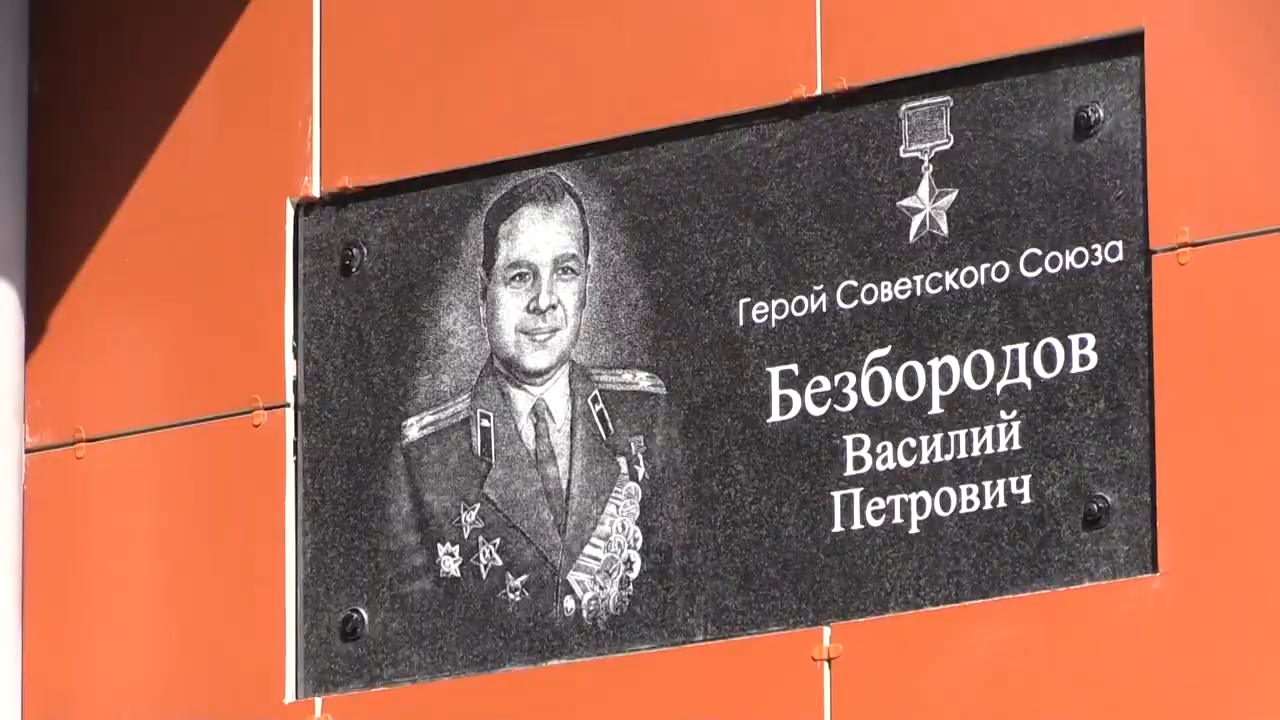 Герой Советского Союза
Безбородов
Василий
Петрович